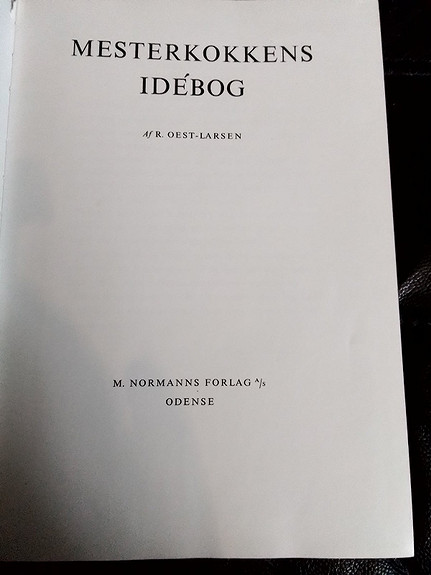 MESTERKOKKENS
IDÉBOG
Af R. OEST-LARSEN
M. NORMANNS FORLAG A/S
ODENSE